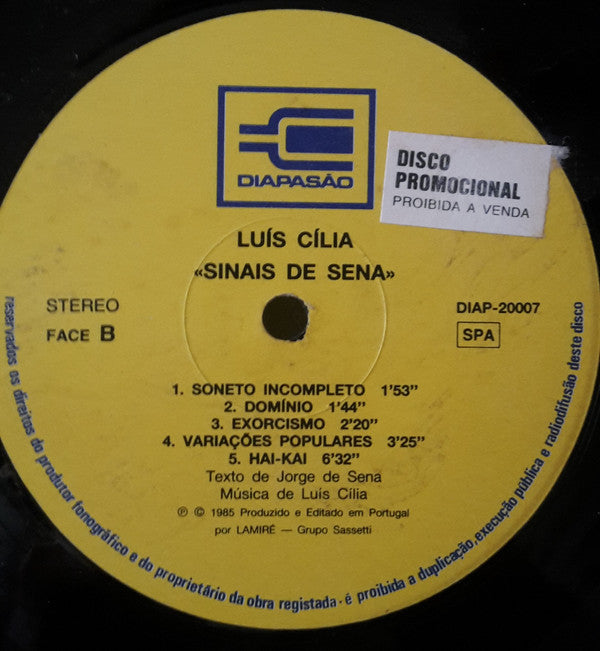 DIAPASÃO
DISCO
PROMOCIONAL
PROIBIDA A VENDA
LUÍS CÍLIA
«SINAIS DE SENA»
STEREO
FACE B
DIAP-20007
SPA
1. SONETO INCOMPLETO 1'53"
2. DOMÍNIO 1'44"
3. EXORCISMO 2'20"
4. VARIAÇÕES POPULARES 3'25"
5. HAI-KAI 6'32"
Texto de Jorge de Sena
Música de Luís Cília
℗ © 1985 Produzido e Editado em Portugal
por LAMIRÉ — Grupo Sassetti
reservados os direitos do produtor fonográfico e do proprietário da obra registada - é proibida a duplicação, execução pública e radiodifusão deste disco